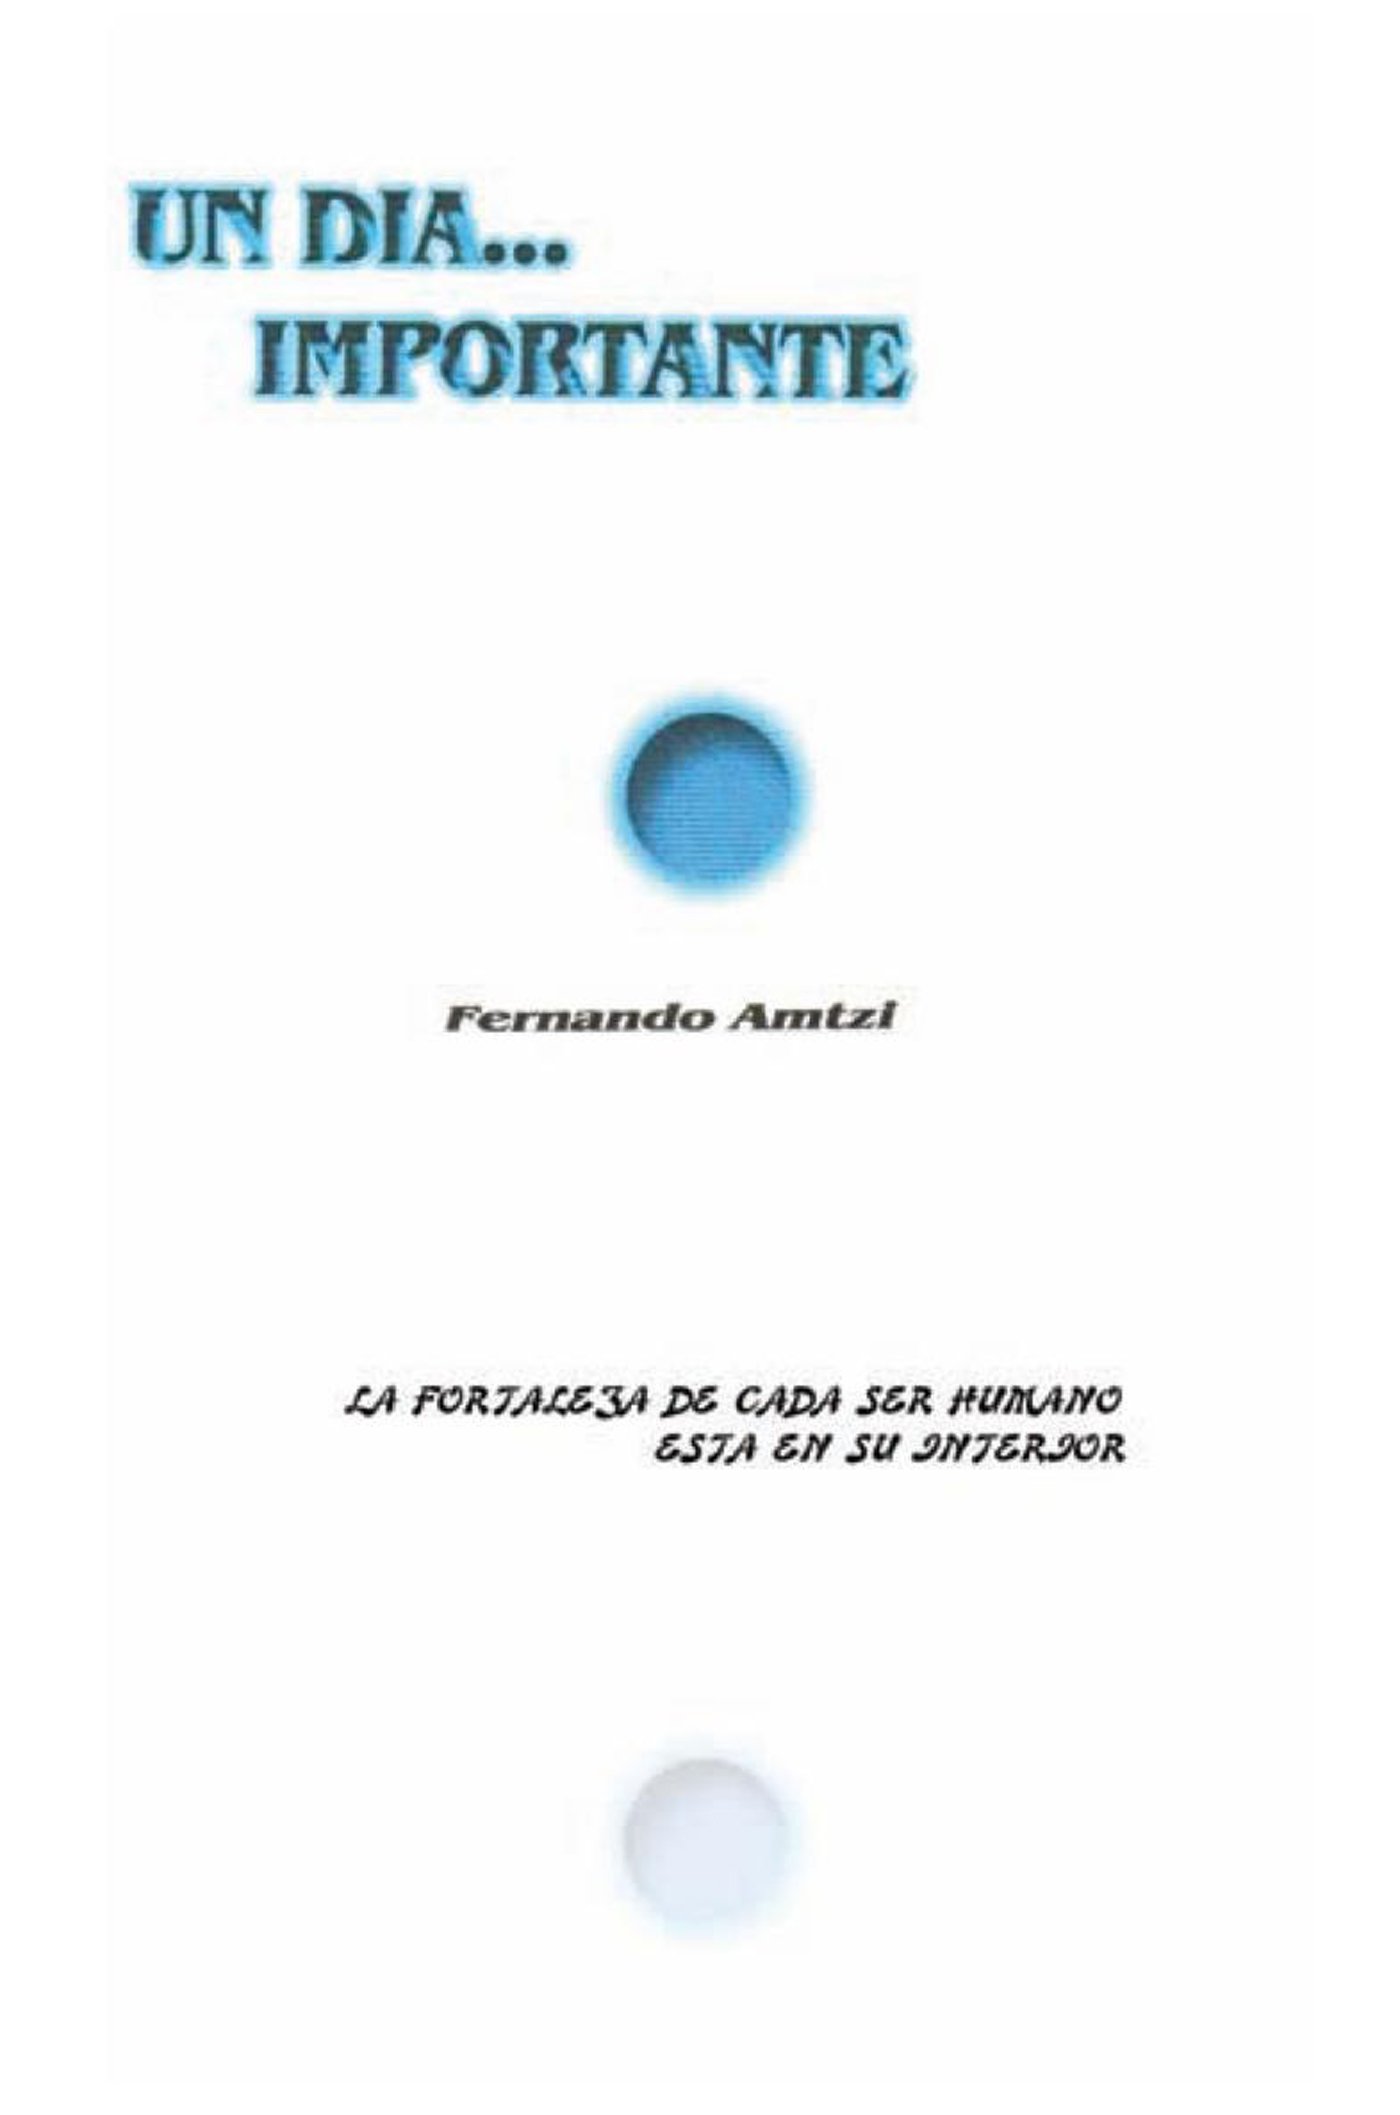 UN DIA...
IMPORTANTE
Fernando Amtzi
LA FORTALEZA DE CADA SER HUMANO
ESTA EN SU INTERIOR